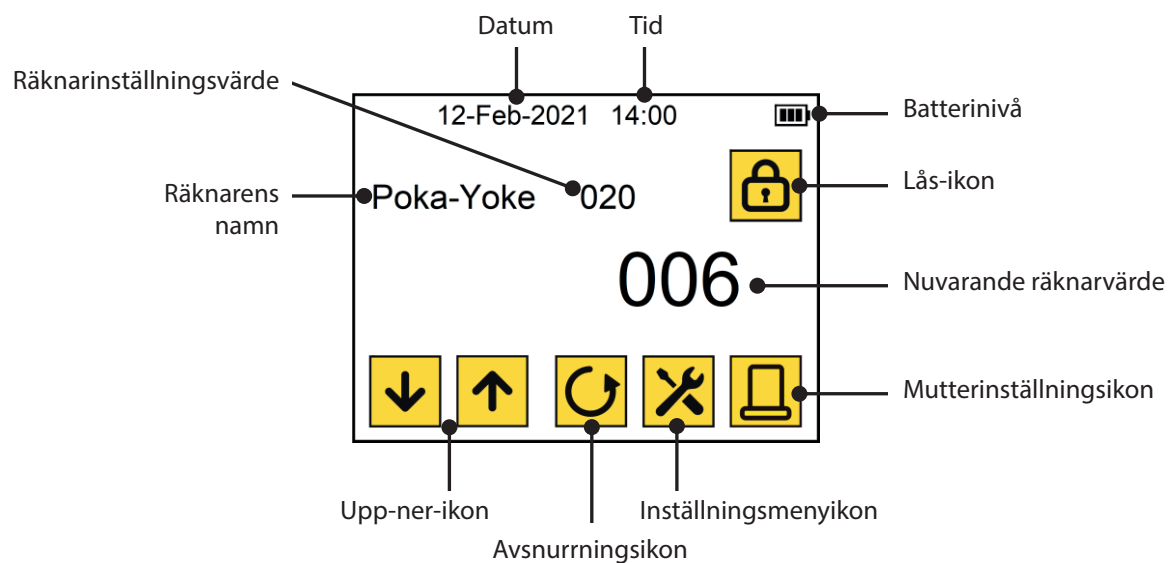 Datum
Tid
Räknarinställningsvärde
12-Feb-2021 14:00
Batterinivå
Lås-ikon
Räknarens
namn
Poka-Yoke 020
006
Nuvarande räknarvärde
Mutterinställningsikon
Upp-ner-ikon
Inställningsmenyikon
Avsnurrningsikon